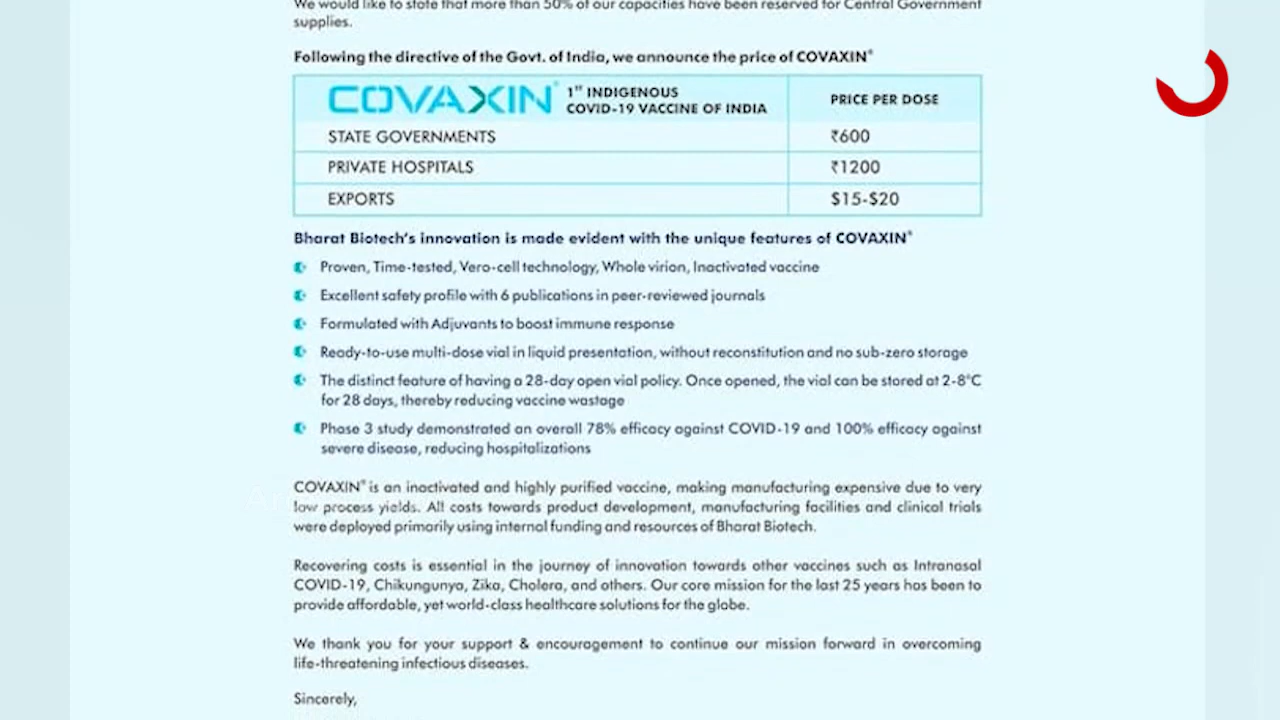 We would like to state that more than 50% of our capacities have been reserved for Central Government
supplies.
Following the directive of the Govt. of India, we announce the price of COVAXIN®
COVAXIN® 1ST INDIGENOUS
COVID-19 VACCINE OF INDIA
PRICE PER DOSE
STATE GOVERNMENTS ₹600
PRIVATE HOSPITALS ₹1200
EXPORTS $15-$20
Bharat Biotech's innovation is made evident with the unique features of COVAXIN®
Proven, Time-tested, Vero-cell technology, Whole virion, Inactivated vaccine
Excellent safety profile with 6 publications in peer-reviewed journals
Formulated with Adjuvants to boost immune response
Ready-to-use multi-dose vial in liquid presentation, without reconstitution and no sub-zero storage
The distinct feature of having a 28-day open vial policy. Once opened, the vial can be stored at 2-8°C
for 28 days, thereby reducing vaccine wastage
Phase 3 study demonstrated an overall 78% efficacy against COVID-19 and 100% efficacy against
severe disease, reducing hospitalizations
COVAXIN® is an inactivated and highly purified vaccine, making manufacturing expensive due to very
low process yields. All costs towards product development, manufacturing facilities and clinical trials
were deployed primarily using internal funding and resources of Bharat Biotech.
Recovering costs is essential in the journey of innovation towards other vaccines such as Intranasal
COVID-19, Chikungunya, Zika, Cholera, and others. Our core mission for the last 25 years has been to
provide affordable, yet world-class healthcare solutions for the globe.
We thank you for your support & encouragement to continue our mission forward in overcoming
life-threatening infectious diseases.
Sincerely,